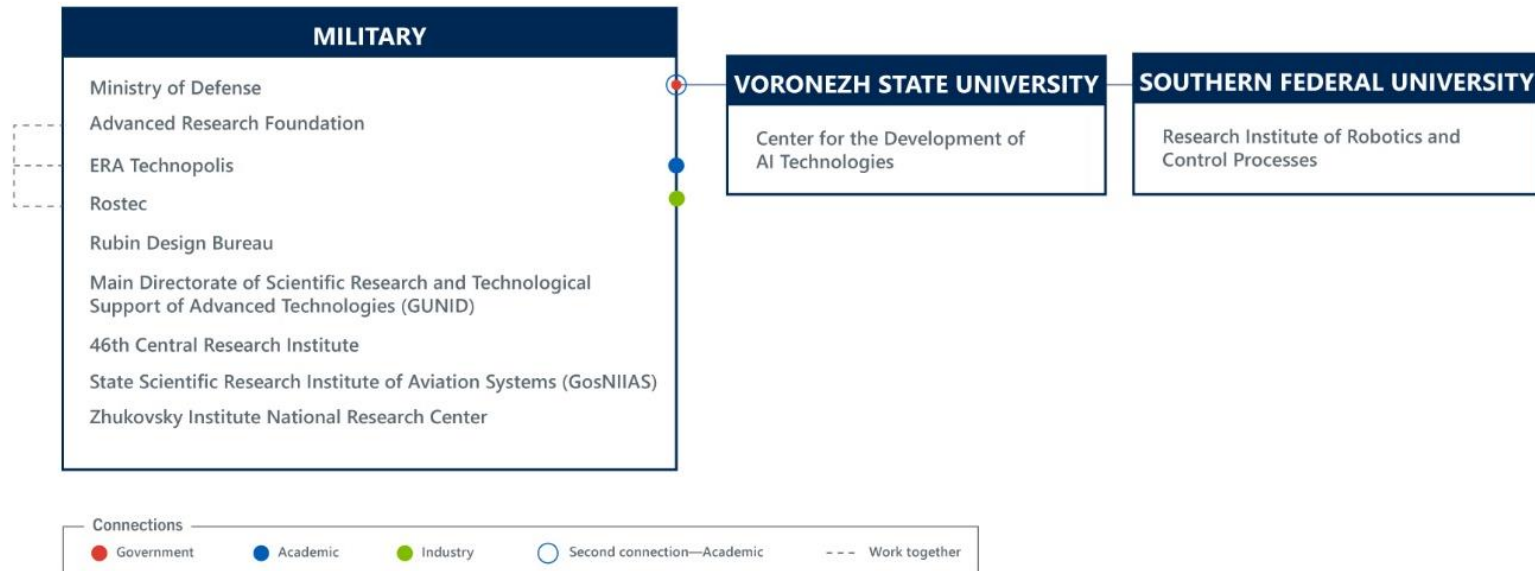 MILITARY
Ministry of Defense
Advanced Research Foundation
ERA Technopolis
Rostec
Rubin Design Bureau
Main Directorate of Scientific Research and Technological
Support of Advanced Technologies (GUNID)
46th Central Research Institute
State Scientific Research Institute of Aviation Systems (GosNIIAS)
Zhukovsky Institute National Research Center
VORONEZH STATE UNIVERSITY
Center for the Development of
AI Technologies
SOUTHERN FEDERAL UNIVERSITY
Research Institute of Robotics and
Control Processes
Connections
Government
Academic
Industry
Second connection—Academic
Work together